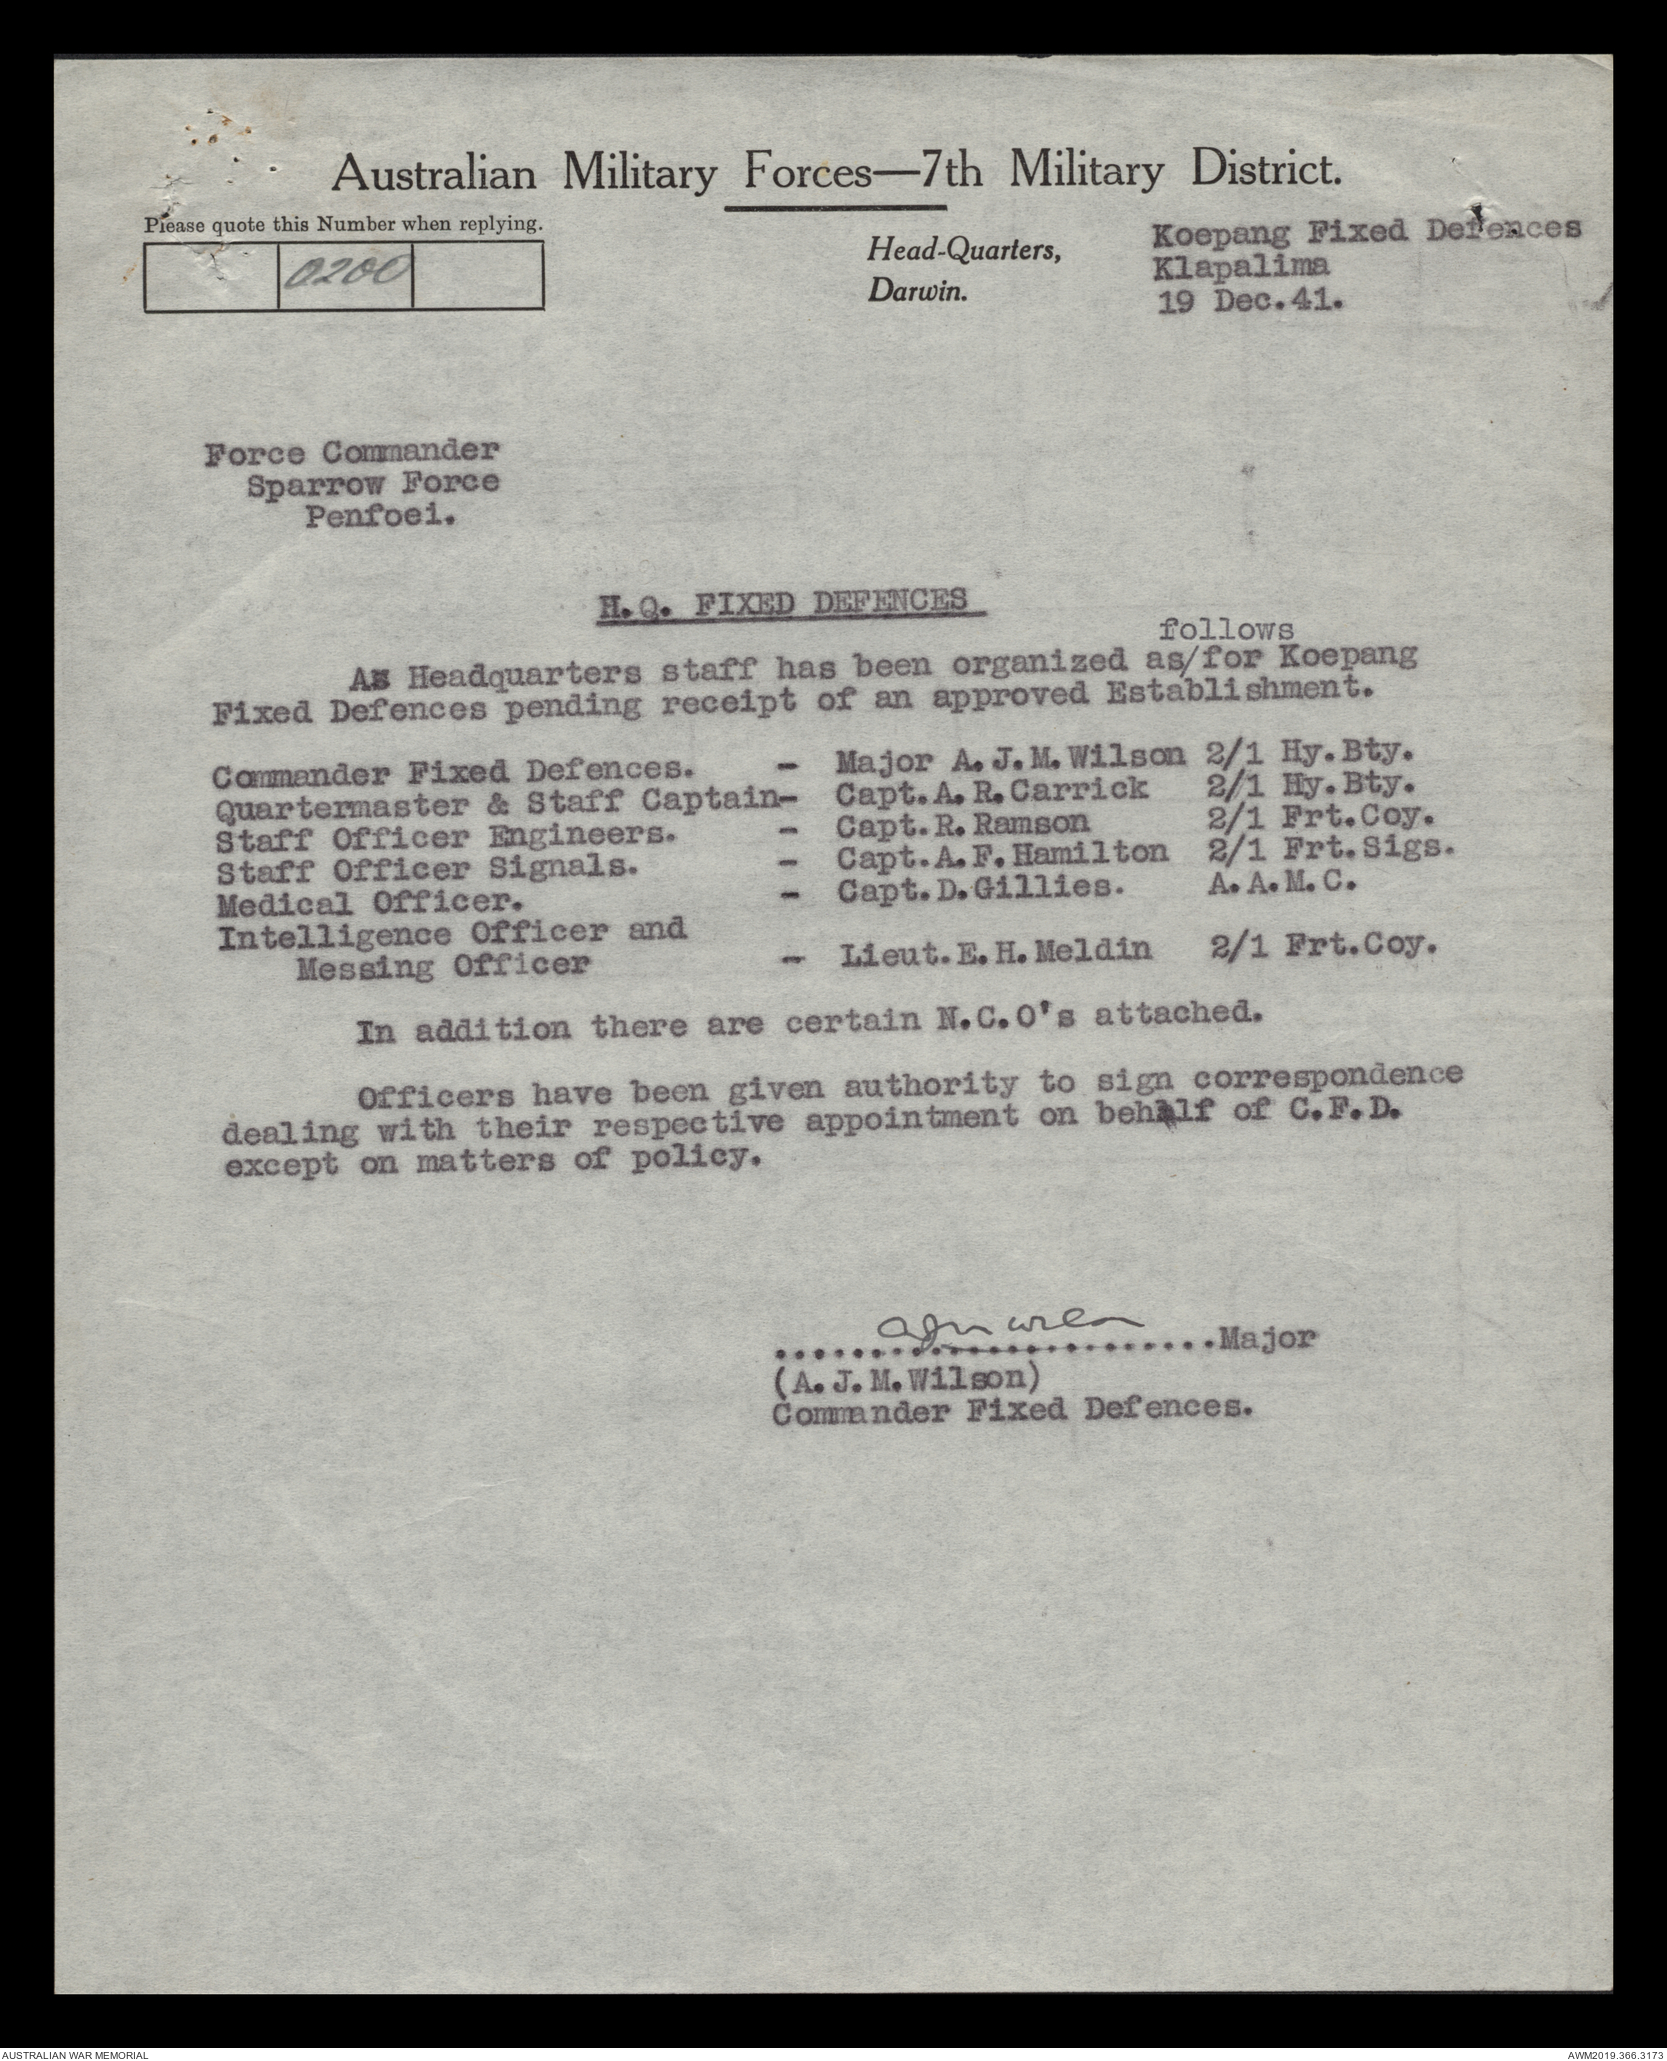 Australian Military Forces—7th Military District.
Please quote this Number when replying.
0200
Head-Quarters,
Darwin.
Koepang Fixed Defences
Klapalima
19 Dec.41.
Force Commander
Sparrow Force
Penfoei.
H.Q. FIXED DEFENCES
follows
A Headquarters staff has been organized as/for Koepang
Fixed Defences pending receipt of an approved Establishment.
Commander Fixed Defences. - Major A.J.M.Wilson 2/1 Hy.Bty.
Quartermaster & Staff Captain- Capt.A.R.Carrick 2/1 Hy.Bty.
Staff Officer Engineers. - Capt.R.Ramson 2/1 Frt.Coy.
Staff Officer Signals. - Capt.A.F.Hamilton 2/1 Frt.Sigs.
Medical Officer. - Capt.D.Gillies. A.A.M.C.
Intelligence Officer and
Messing Officer - Lieut.E.H.Meldin 2/1 Frt.Coy.
In addition there are certain N.C.O's attached.
Officers have been given authority to sign correspondence
dealing with their respective appointment on behalf of C.F.D.
except on matters of policy.
AJM Wilson
.......................Major
(A.J.M.Wilson)
Commander Fixed Defences.
AUSTRALIAN WAR MEMORIAL
AWM2019.366.3173